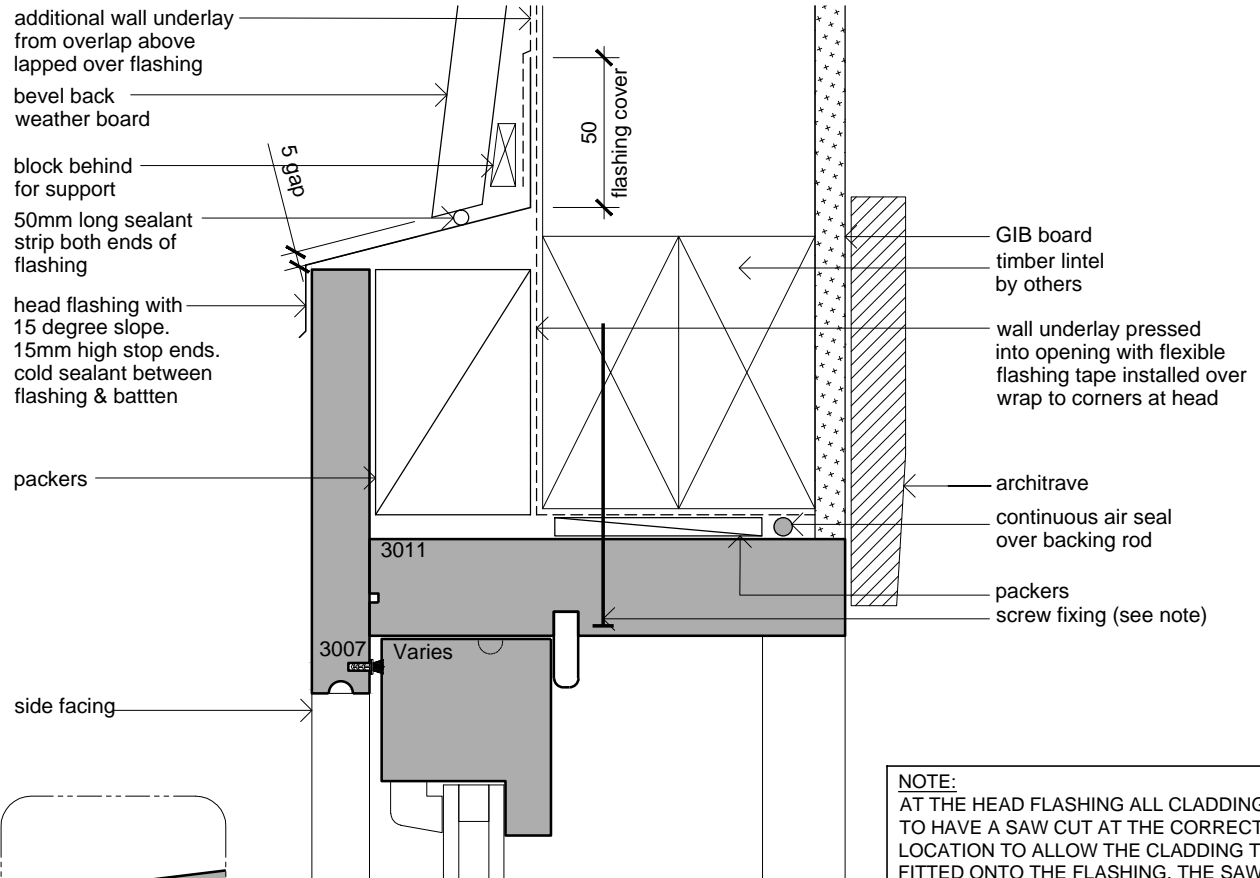 additional wall underlay
from overlap above
lapped over flashing
bevel back
weather board
block behind
for support
50mm long sealant
strip both ends of
flashing
head flashing with
15 degree slope.
15mm high stop ends.
cold sealant between
flashing & battten
packers
side facing
5 gap
50
flashing cover
3011
3007
Varies
GIB board
timber lintel
by others
wall underlay pressed
into opening with flexible
flashing tape installed over
wrap to corners at head
architrave
continuous air seal
over backing rod
packers
screw fixing (see note)
NOTE:
AT THE HEAD FLASHING ALL CLADDING
TO HAVE A SAW CUT AT THE CORRECT
LOCATION TO ALLOW THE CLADDING T
FITTED ONTO THE FLASHING. THE SAW